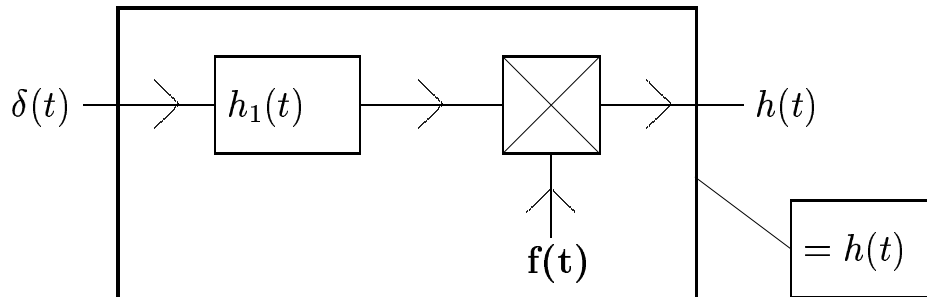 δ(t)
h₁(t)
h(t)
f(t)
= h(t)